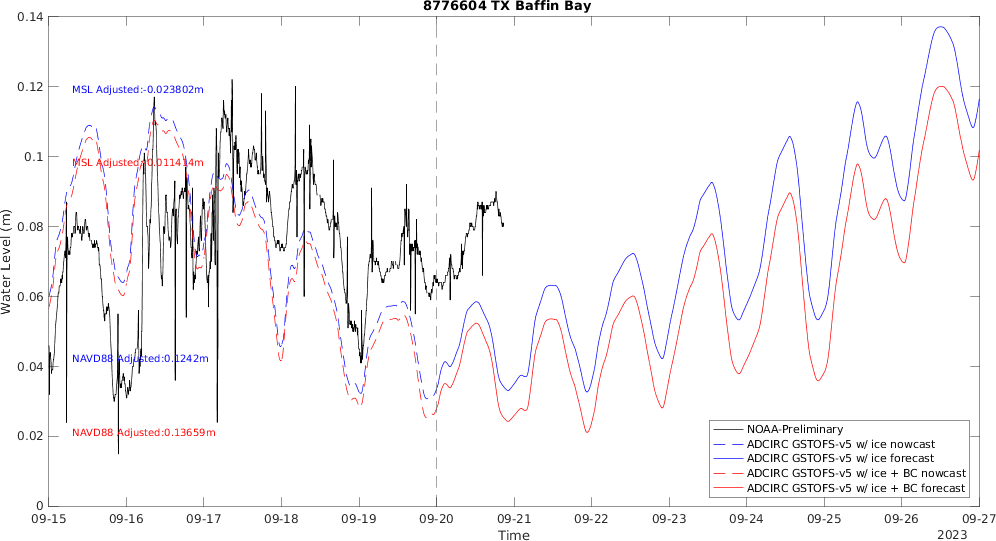 8776604 TX Baffin Bay
0.14
0.12
0.1
0.08
0.06
0.04
0.02
0
Water Level (m)
MSL Adjusted:-0.023802m
MSL Adjusted:-0.011414m
NAVD88 Adjusted:0.1242m
NAVD88 Adjusted:0.13659m
NOAA-Preliminary
ADCIRC GSTOFS-v5 w/ ice nowcast
ADCIRC GSTOFS-v5 w/ ice forecast
ADCIRC GSTOFS-v5 w/ ice + BC nowcast
ADCIRC GSTOFS-v5 w/ ice + BC forecast
09-15 09-16 09-17 09-18 09-19 09-20 09-21 09-22 09-23 09-24 09-25 09-26 09-27
Time
2023